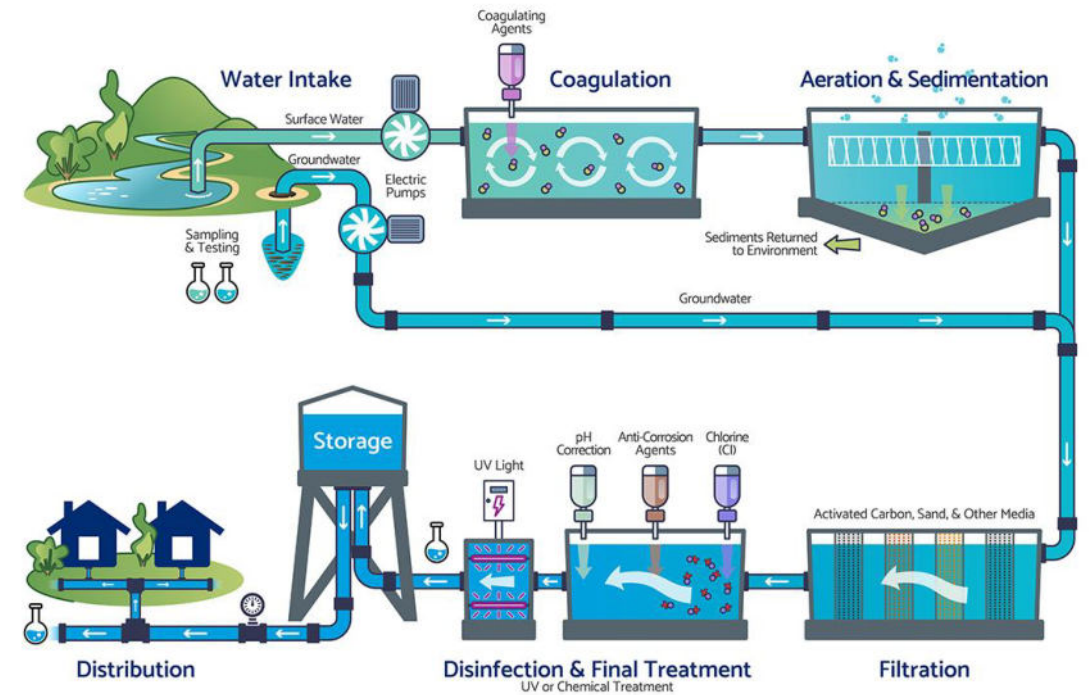 Coagulating
Agents
Water Intake
Coagulation
Aeration & Sedimentation
Surface Water
Groundwater
Electric
Pumps
Sampling
& Testing
Sediments Returned
to Environment
Groundwater
Storage
UV Light
pH
Correction
Anti-Corrosion
Agents
Chlorine
(Cl)
Activated Carbon, Sand, & Other Media
Distribution
Disinfection & Final Treatment
UV or Chemical Treatment
Filtration